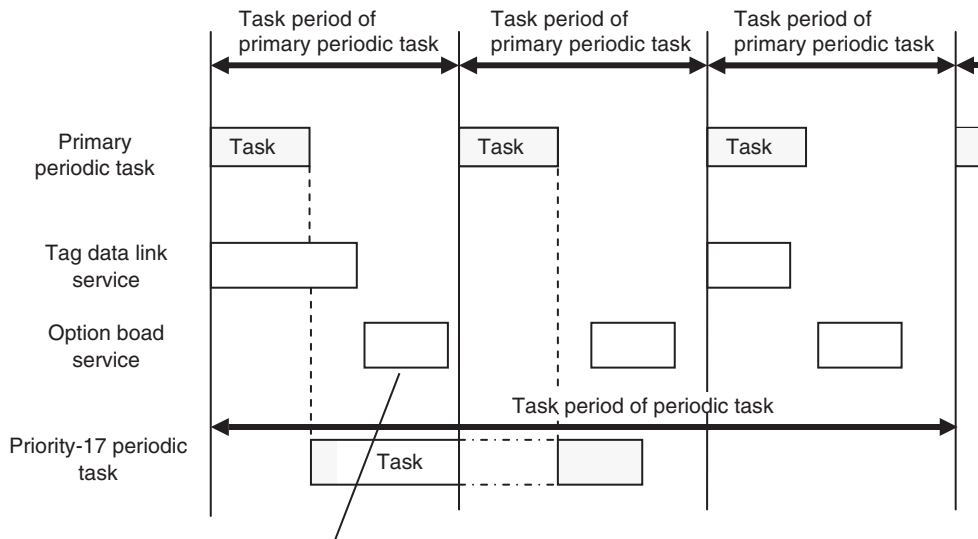 Task period of
primary periodic task
Task period of
primary periodic task
Task period of
primary periodic task
Primary
periodic task
Task
Task
Task
Tag data link
service
Option boad
service
Task period of periodic task
Priority-17 periodic
task
Task